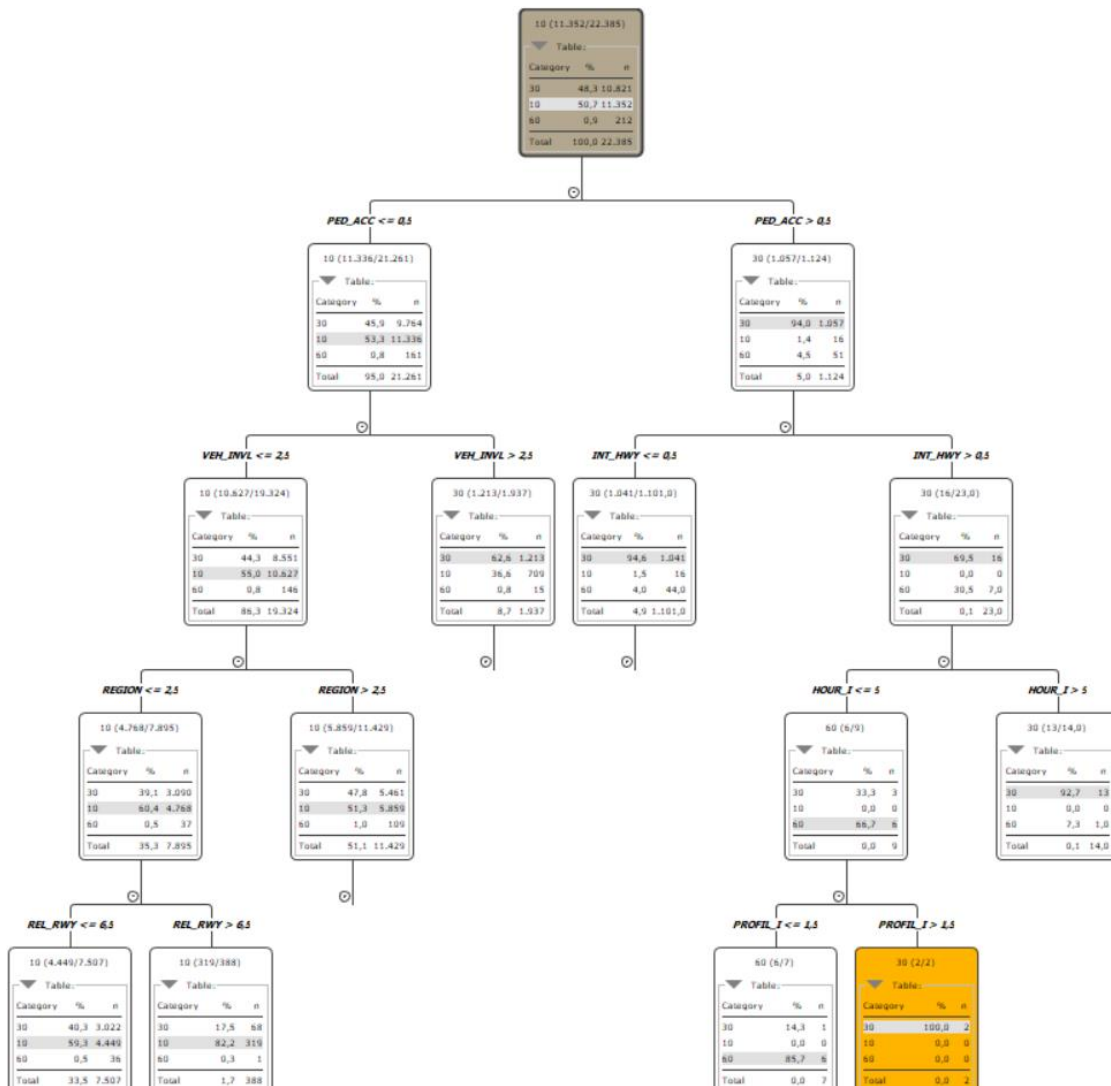 10 (11.352/22.385)
Table:
Category % n
30 48,3 10.821
10 50,7 11.352
60 0,9 212
Total 100,0 22.385
PED_ACC <= 0,5
PED_ACC > 0,5
10 (11.336/21.261)
Table:
Category % n
30 45,9 9.764
10 53,3 11.336
60 0,8 161
Total 95,0 21.261
30 (1.057/1.124)
Table:
Category % n
30 94,0 1.057
10 1,4 16
60 4,5 51
Total 5,0 1.124
VEH_INVL <= 2,5
VEH_INVL > 2,5
INT_HWY <= 0,5
INT_HWY > 0,5
10 (10.627/19.324)
Table:
Category % n
30 44,3 8.551
10 55,0 10.627
60 0,8 146
Total 86,3 19.324
30 (1.213/1.937)
Table:
Category % n
30 62,6 1.213
10 36,6 709
60 0,8 15
Total 8,7 1.937
30 (1.041/1.101,0)
Table:
Category % n
30 94,6 1.041
10 1,5 16
60 4,0 44,0
Total 4,9 1.101,0
30 (16/23,0)
Table:
Category % n
30 69,5 16
10 0,0 0
60 30,5 7,0
Total 0,1 23,0
REGION <= 2,5
REGION > 2,5
HOUR_I <= 5
HOUR_I > 5
10 (4.768/7.895)
Table:
Category % n
30 39,1 3.090
10 60,4 4.768
60 0,5 37
Total 35,3 7.895
10 (5.859/11.429)
Table:
Category % n
30 47,8 5.461
10 51,3 5.859
60 1,0 109
Total 51,1 11.429
60 (6/9)
Table:
Category % n
30 33,3 3
10 0,0 0
60 66,7 6
Total 0,0 9
30 (13/14,0)
Table:
Category % n
30 92,7 13
10 0,0 0
60 7,3 1,0
Total 0,1 14,0
REL_RWY <= 6,5
REL_RWY > 6,5
PROFIL_I <= 1,5
PROFIL_I > 1,5
10 (4.449/7.507)
Table:
Category % n
30 40,3 3.022
10 59,3 4.449
60 0,5 36
Total 33,5 7.507
10 (319/388)
Table:
Category % n
30 17,5 68
10 82,2 319
60 0,3 1
Total 1,7 388
60 (6/7)
Table:
Category % n
30 14,3 1
10 0,0 0
60 85,7 6
Total 0,0 7
30 (2/2)
Table:
Category % n
30 100,0 2
10 0,0 0
60 0,0 0
Total 0,0 2